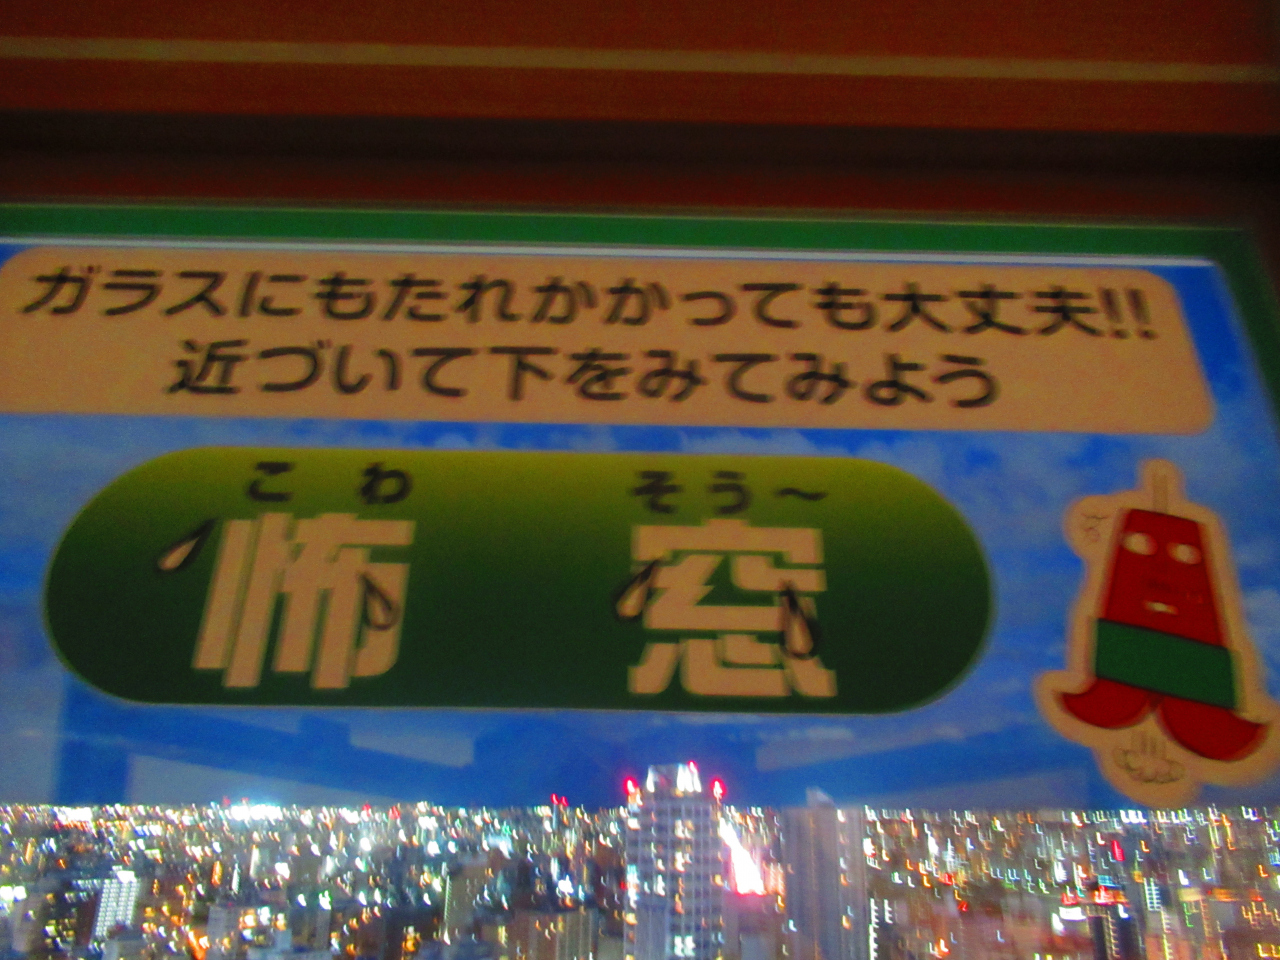 ガラスにもたれかかっても大丈夫!!
近づいて下をみてみよう
こわ そう～
怖窓